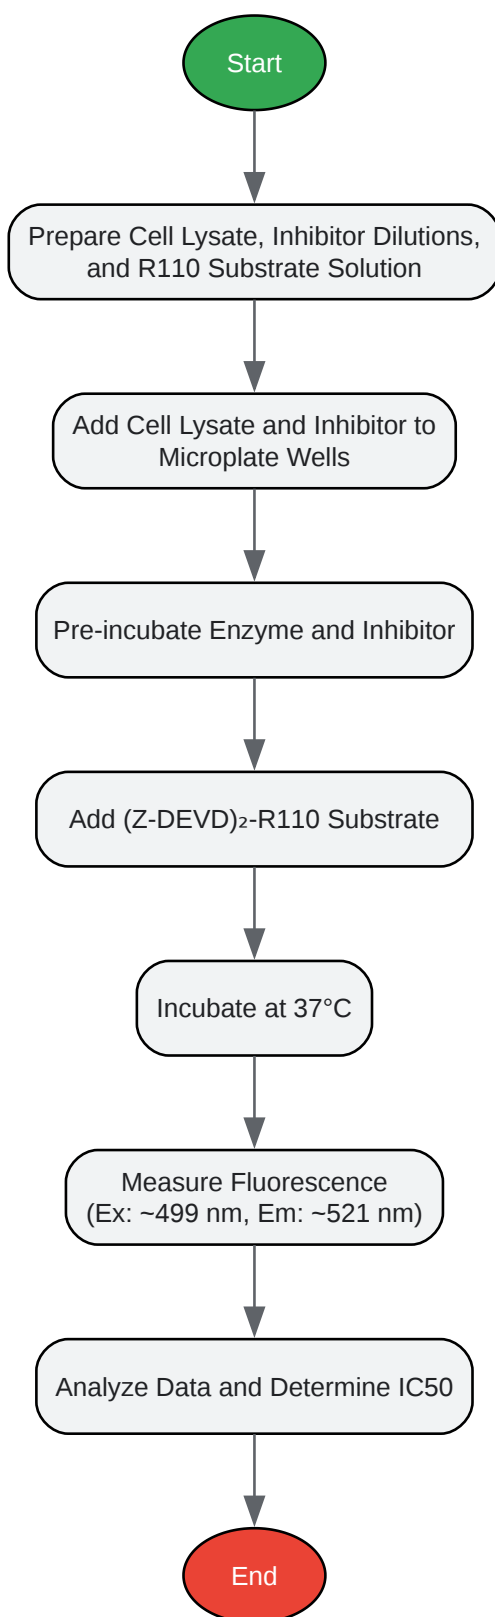 Start
Prepare Cell Lysate, Inhibitor Dilutions,
and R110 Substrate Solution
Add Cell Lysate and Inhibitor to
Microplate Wells
Pre-incubate Enzyme and Inhibitor
Add (Z-DEVD)₂-R110 Substrate
Incubate at 37°C
Measure Fluorescence
(Ex: ~499 nm, Em: ~521 nm)
Analyze Data and Determine IC50
End